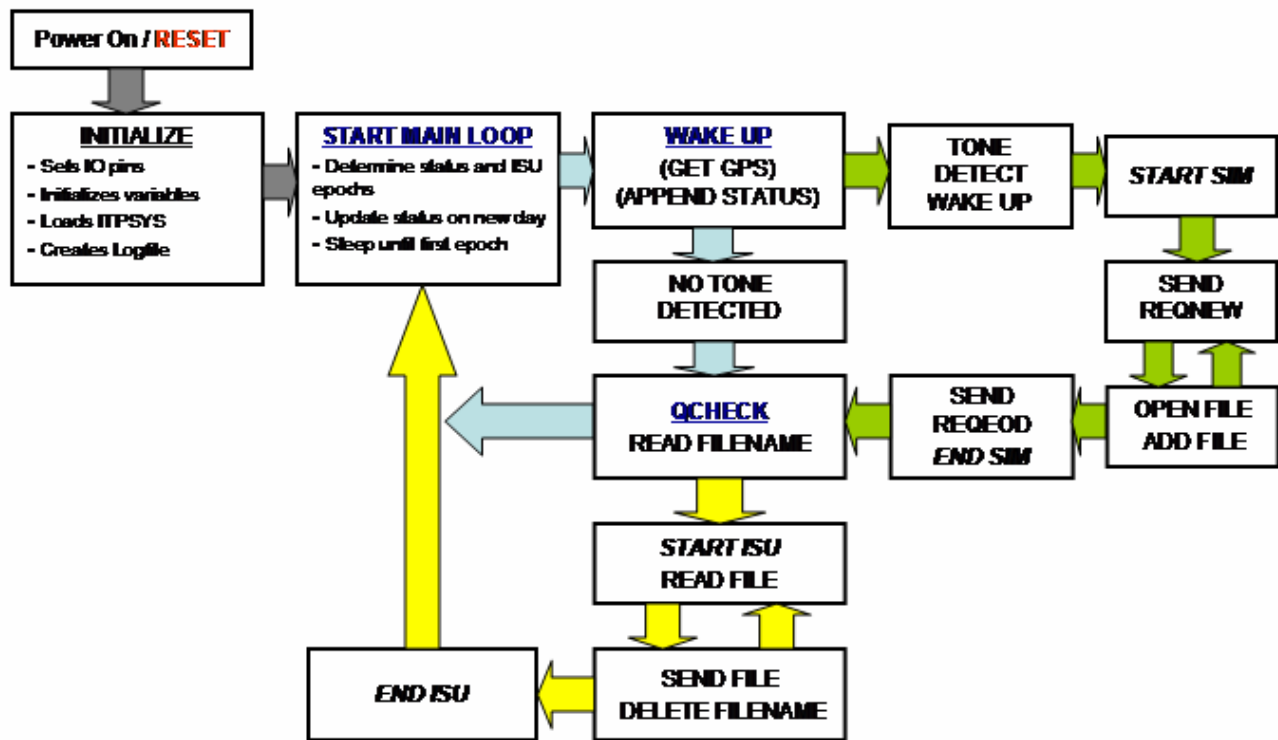 Power On / RESET
INITIALIZE
- Sets IO pins
- Initializes variables
- Loads ITPSYS
- Creates Logfile
START MAIN LOOP
- Determine status and ISU
epochs
- Update status on new day
- Sleep until first epoch
WAKE UP
(GET GPS)
(APPEND STATUS)
TONE
DETECT
WAKE UP
START SIM
NO TONE
DETECTED
SEND
REQNEW
QCHECK
READ FILENAME
SEND
REQEOD
END SIM
OPEN FILE
ADD FILE
START ISU
READ FILE
END ISU
SEND FILE
DELETE FILENAME